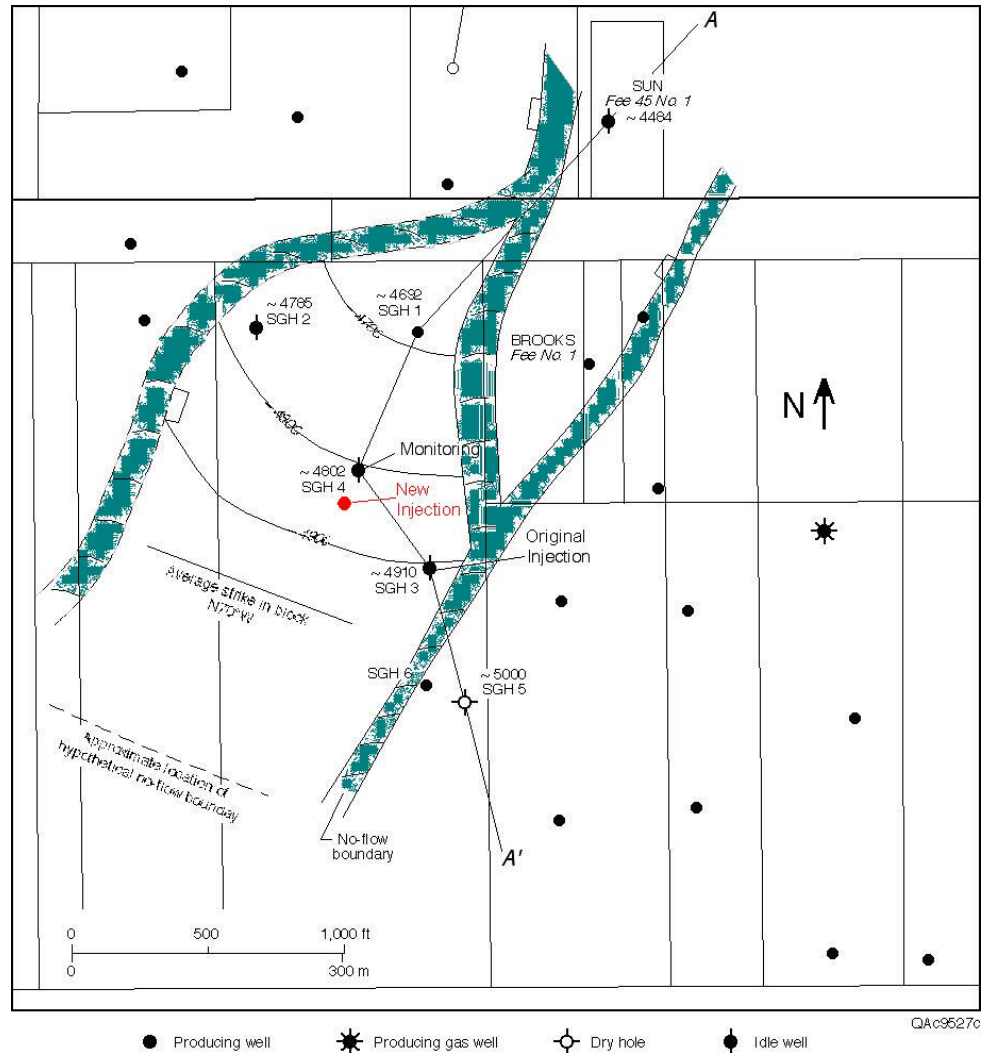 A
SUN
Fee 45 No. 1
~ 4484
~ 4692
SGH 1
~ 4785
SGH 2
BROOKS
Fee No. 1
N
Monitoring
~ 4802
SGH 4
New
Injection
Original
Injection
~ 4910
SGH 3
Average strike in block
N70°W
SGH 6
~ 5000
SGH 5
Approximate location of
hypothetical no-flow boundary
No-flow
boundary
A'
0 500 1,000 ft
0 300 m
QAc9527c
Producing well
Producing gas well
Dry hole
Idle well